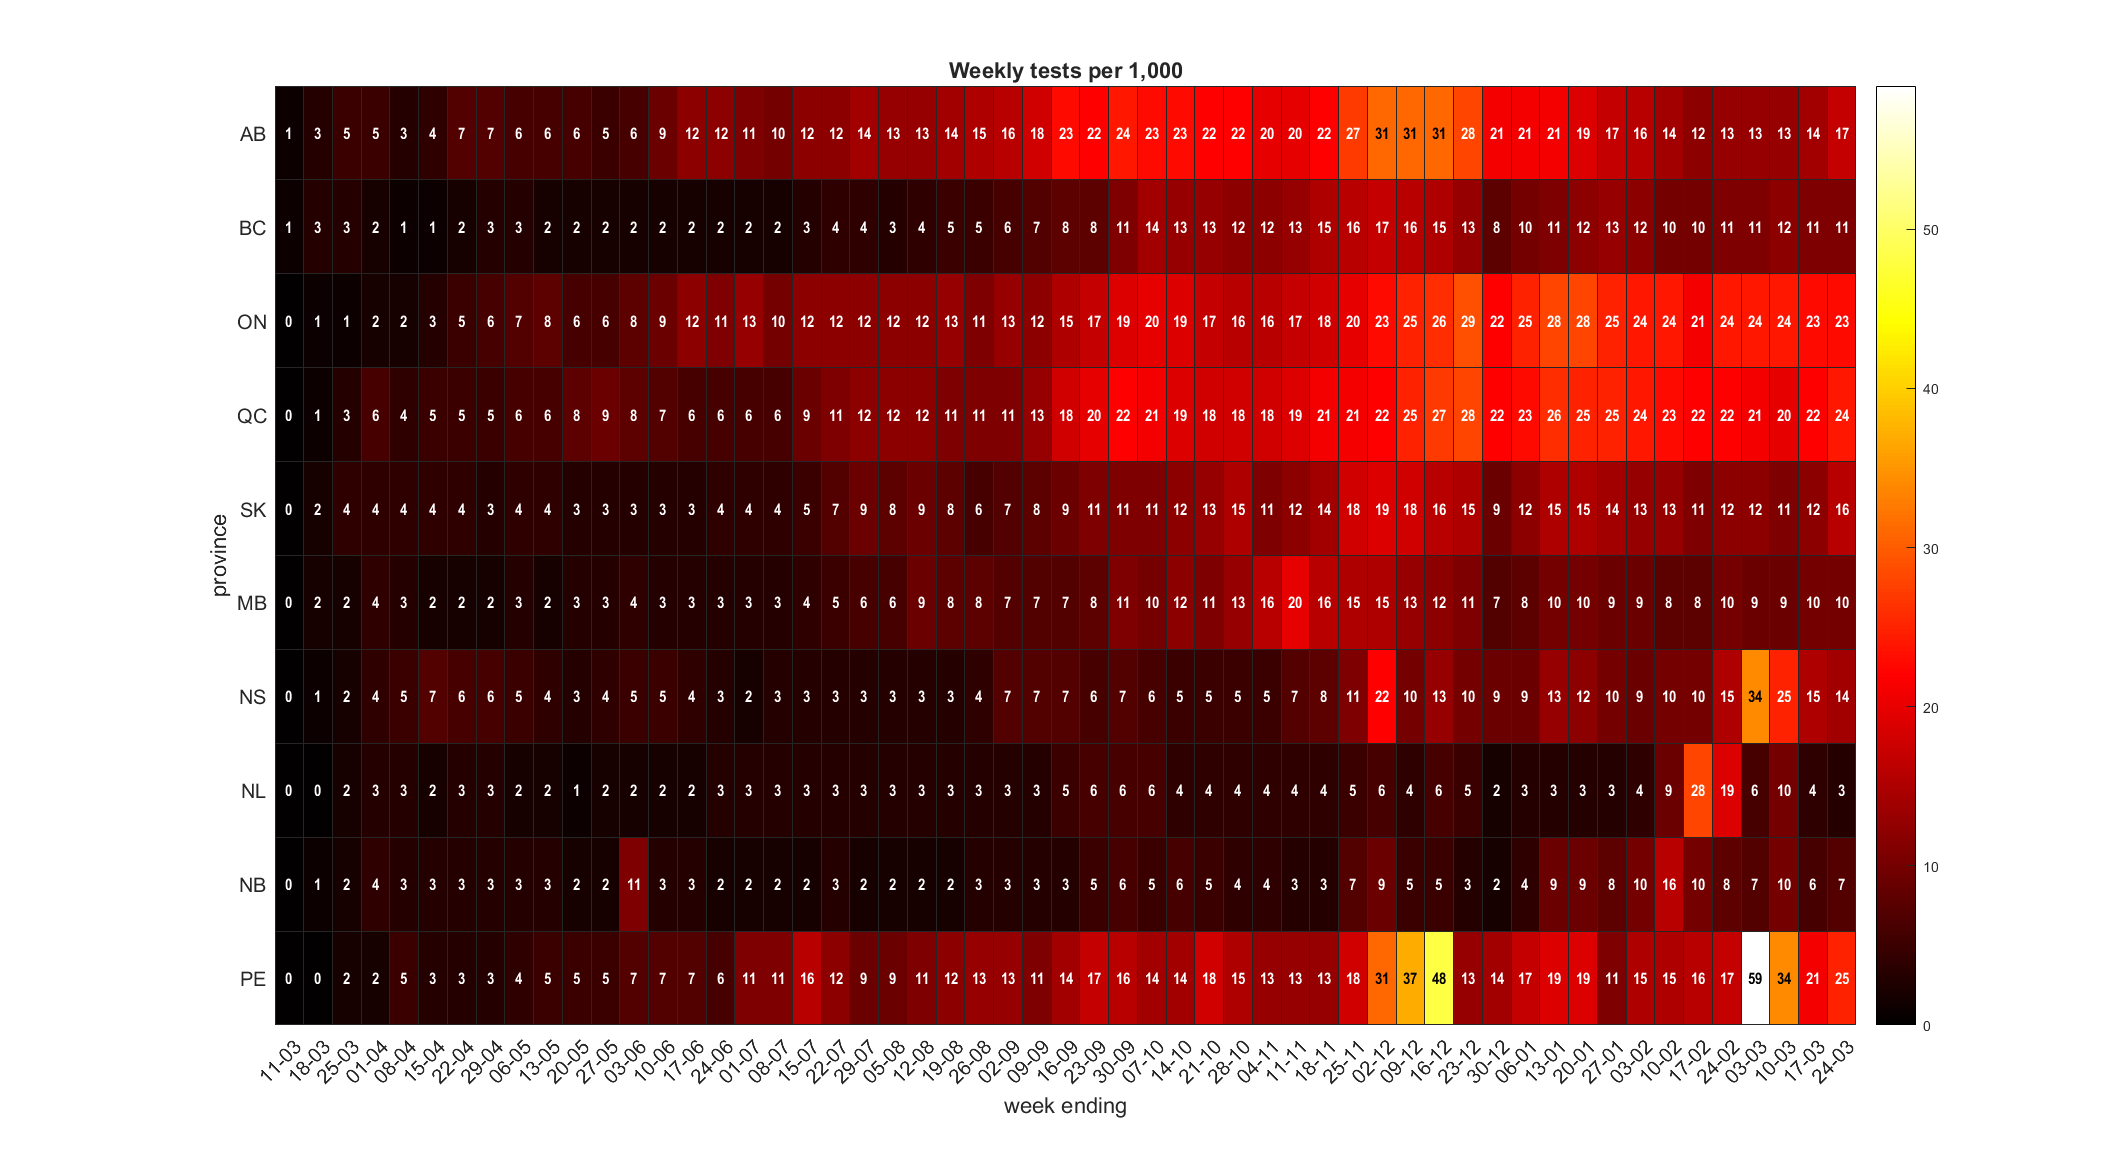 Weekly tests per 1,000
AB 1 3 5 5 3 4 7 7 6 6 6 5 6 9 12 12 11 10 12 12 14 13 13 14 15 16 18 23 22 24 23 23 22 22 20 20 22 27 31 31 31 28 21 21 21 19 17 16 14 12 13 13 13 14 17
BC 1 3 3 2 1 1 2 3 3 2 2 2 2 2 2 2 2 2 3 4 4 3 4 5 5 6 7 8 8 11 14 13 13 12 12 13 15 16 17 16 15 13 8 10 11 12 13 12 10 10 11 11 12 11 11
ON 0 1 1 2 2 3 5 6 7 8 6 6 8 9 12 11 13 10 12 12 12 12 12 13 11 13 12 15 17 19 20 19 17 16 16 17 18 20 23 25 26 29 22 25 28 28 25 24 24 21 24 24 24 23 23
QC 0 1 3 6 4 5 5 5 6 6 8 9 8 7 6 6 6 6 9 11 12 12 12 11 11 11 13 18 20 22 21 19 18 18 18 19 21 21 22 25 27 28 22 23 26 25 25 24 23 22 22 21 20 22 24
SK 0 2 4 4 4 4 4 3 4 4 3 3 3 3 3 4 4 4 5 7 9 8 9 8 6 7 8 9 11 11 11 12 13 15 11 12 14 18 19 18 16 15 9 12 15 15 14 13 13 11 12 12 11 12 16
MB 0 2 2 4 3 2 2 2 3 2 3 3 4 3 3 3 3 3 4 5 6 6 9 8 8 7 7 7 8 11 10 12 11 13 16 20 16 15 15 13 12 11 7 8 10 10 9 9 8 8 10 9 9 10 10
NS 0 1 2 4 5 7 6 6 5 4 3 4 5 5 4 3 2 3 3 3 3 3 3 3 4 7 7 7 6 7 6 5 5 5 5 7 8 11 22 10 13 10 9 9 13 12 10 9 10 10 15 34 25 15 14
NL 0 0 2 3 3 2 3 3 2 2 1 2 2 2 2 3 3 3 3 3 3 3 3 3 3 3 3 5 6 6 6 4 4 4 4 4 4 5 6 4 6 5 2 3 3 3 3 4 9 28 19 6 10 4 3
NB 0 1 2 4 3 3 3 3 3 3 2 2 11 3 3 2 2 2 2 3 2 2 2 2 3 3 3 3 5 6 5 6 5 4 4 3 3 7 9 5 5 3 2 4 9 9 8 10 16 10 8 7 10 6 7
PE 0 0 2 2 5 3 3 3 4 5 5 5 7 7 7 6 11 11 16 12 9 9 11 12 13 13 11 14 17 16 14 14 18 15 13 13 13 18 31 37 48 13 14 17 19 19 11 15 15 16 17 59 34 21 25
province
11-03 18-03 25-03 01-04 08-04 15-04 22-04 29-04 06-05 13-05 20-05 27-05 03-06 10-06 17-06 24-06 01-07 08-07 15-07 22-07 29-07 05-08 12-08 19-08 26-08 02-09 09-09 16-09 23-09 30-09 07-10 14-10 21-10 28-10 04-11 11-11 18-11 25-11 02-12 09-12 16-12 23-12 30-12 06-01 13-01 20-01 27-01 03-02 10-02 17-02 24-02 03-03 10-03 17-03 24-03
week ending
50
40
30
20
10
0